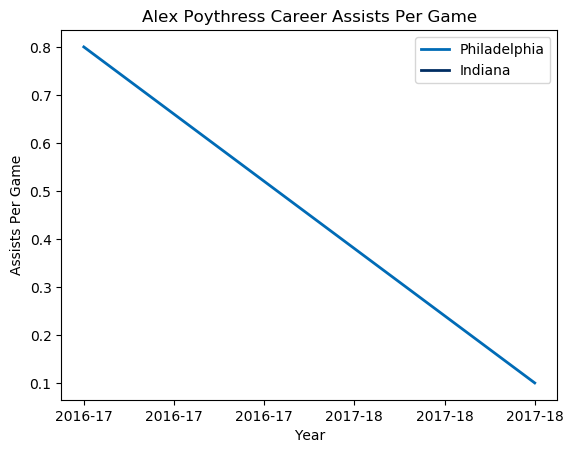 Alex Poythress Career Assists Per Game
Philadelphia
Indiana
0.8
0.7
0.6
0.5
0.4
0.3
0.2
0.1
Assists Per Game
2016-17 2016-17 2016-17 2017-18 2017-18 2017-18
Year